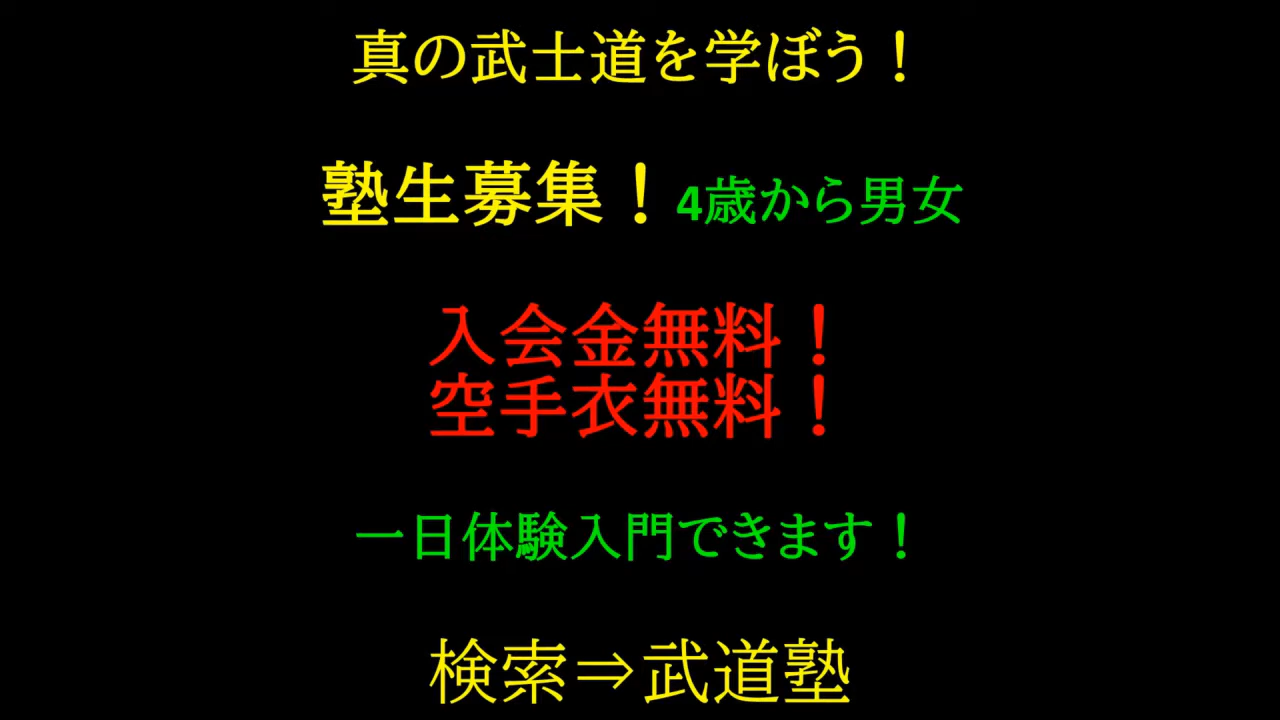 真の武士道を学ぼう！
塾生募集！4歳から男女
入会金無料！
空手衣無料！
一日体験入門できます！
検索⇒武道塾